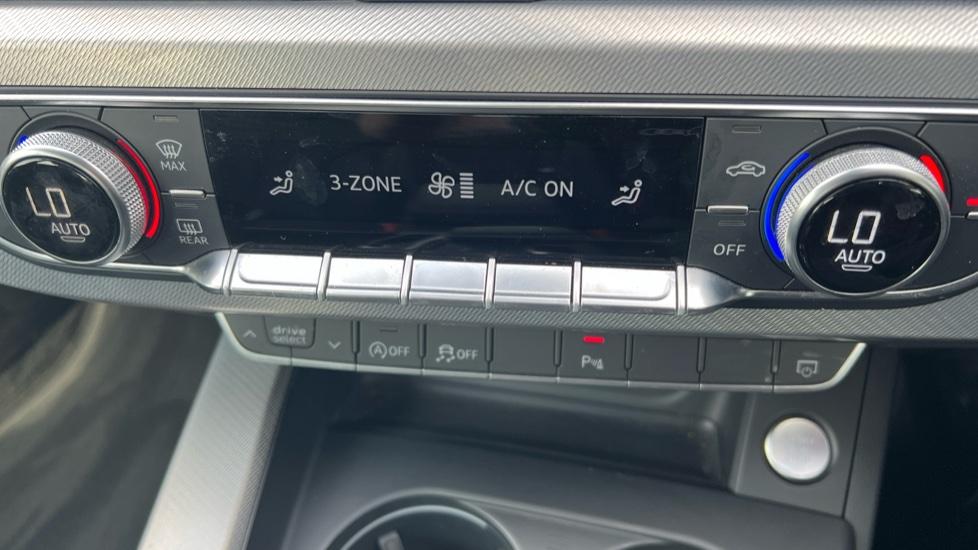 MAX
LO
AUTO
REAR
3-ZONE
A/C ON
OFF
LO
AUTO
drive
select
A OFF
OFF
P